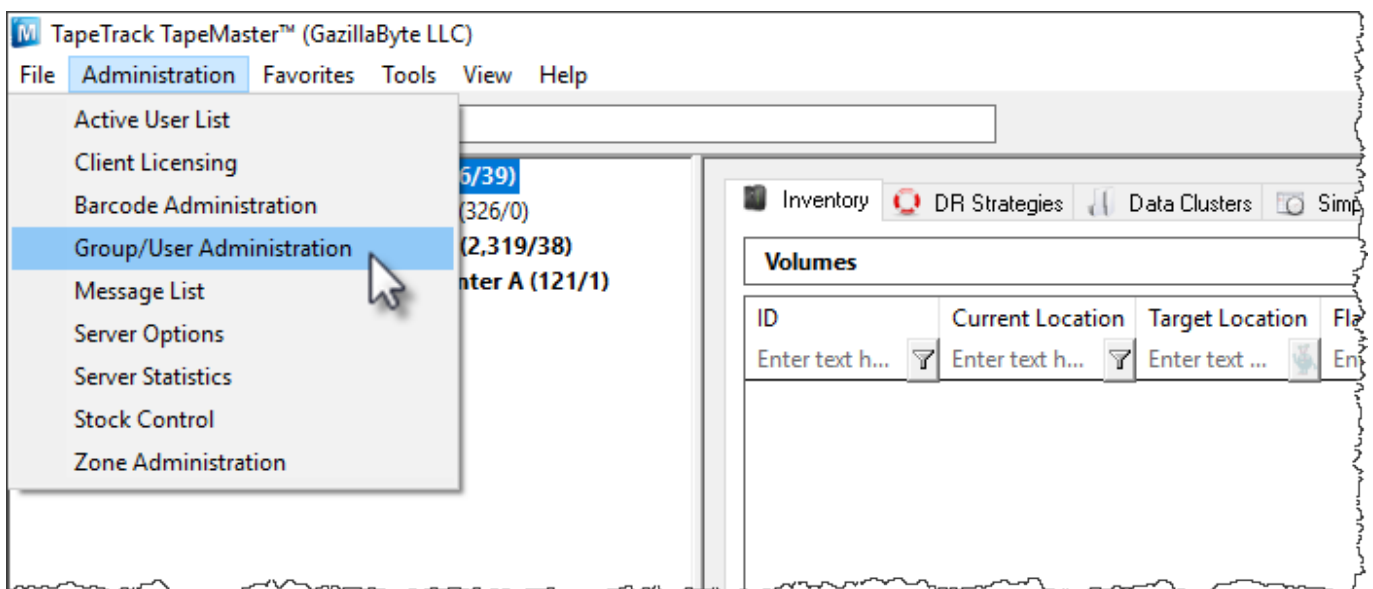 TapeTrack TapeMaster™ (GazillaByte LLC)
File Administration Favorites Tools View Help
Active User List
Client Licensing
Barcode Administration
Group/User Administration
Message List
Server Options
Server Statistics
Stock Control
Zone Administration
6/39)
(326/0)
(2,319/38)
nter A (121/1)
Inventory DR Strategies Data Clusters Simp
Volumes
ID Current Location Target Location Fla
Enter text h... Enter text h... Enter text ... En